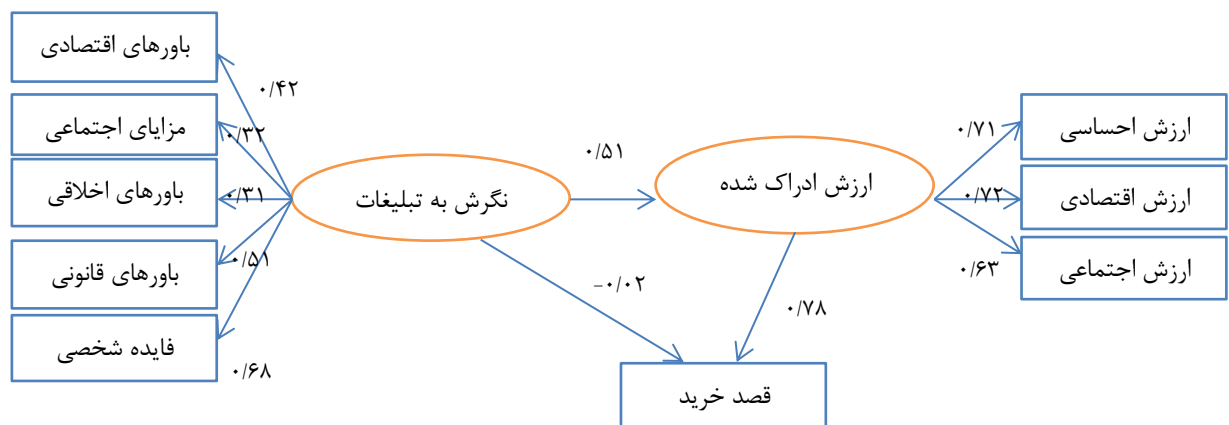 باورهای اقتصادی
۰/۴۲
مزایای اجتماعی
۰/۳۲
باورهای اخلاقی
۰/۳۱
باورهای قانونی
۰/۵۱
فایده شخصی
۰/۶۸
نگرش به تبلیغات
۰/۵۱
ارزش ادراک شده
-۰/۰۲
۰/۷۸
قصد خرید
۰/۷۱
ارزش احساسی
۰/۷۲
ارزش اقتصادی
۰/۶۳
ارزش اجتماعی